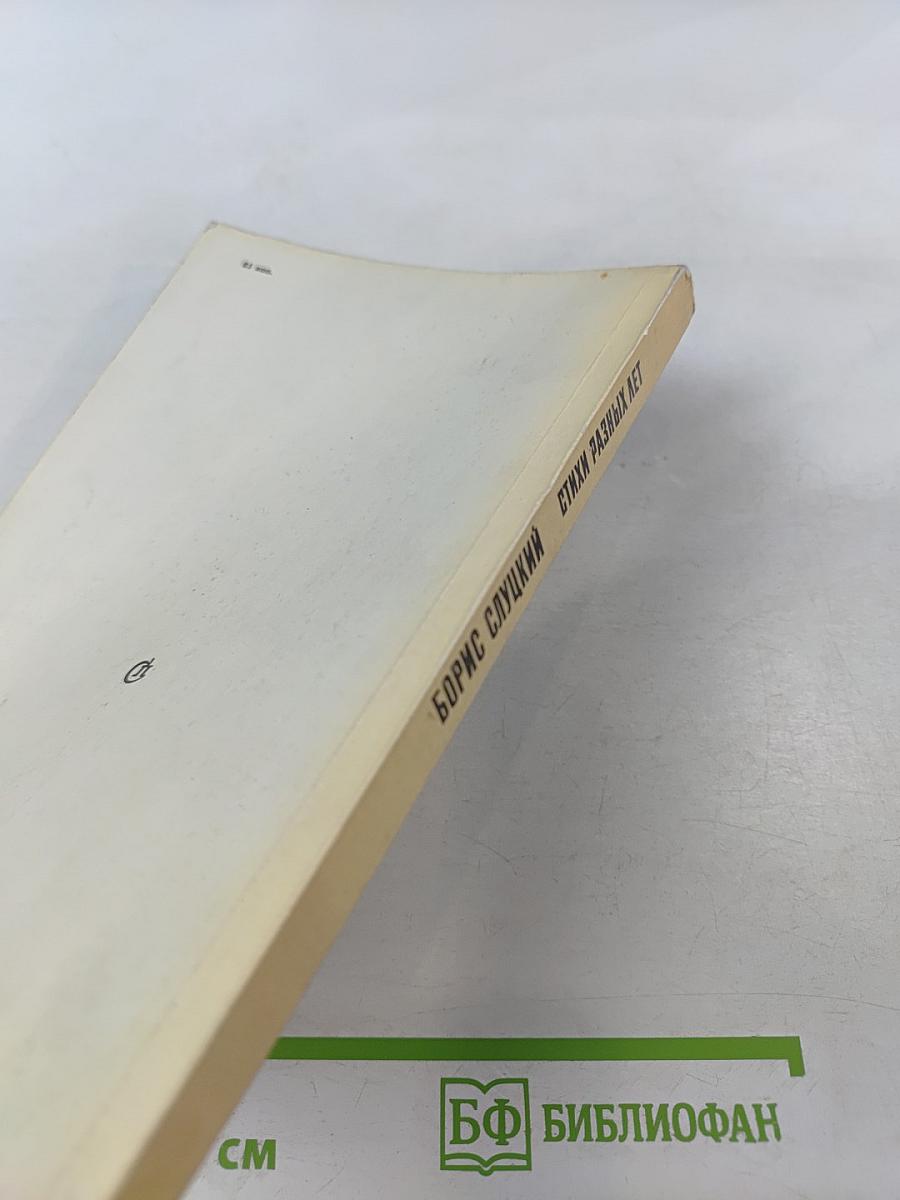 БОРИС СЛУЦКИЙ СТИХИ РАЗНЫХ ЛЕТ
см
БФ БИБЛИОФАН